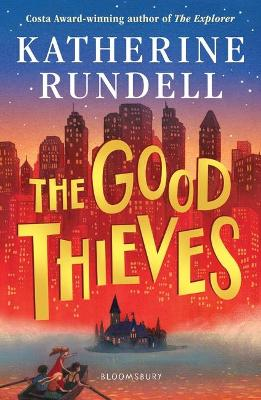 Costa Award-winning author of The Explorer
KATHERINE
RUNDELL
THE GOOD
THIEVES
BLOOMSBURY